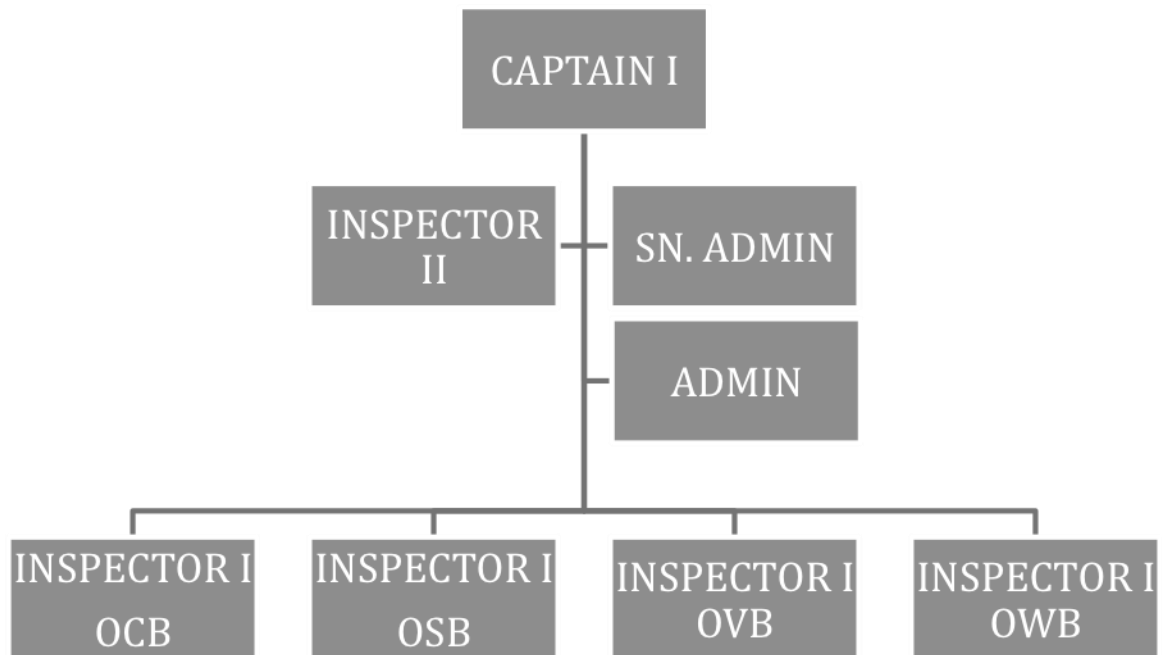 CAPTAIN I
INSPECTOR
II
SN. ADMIN
ADMIN
INSPECTOR I
OCB
INSPECTOR I
OSB
INSPECTOR I
OVB
INSPECTOR I
OWB